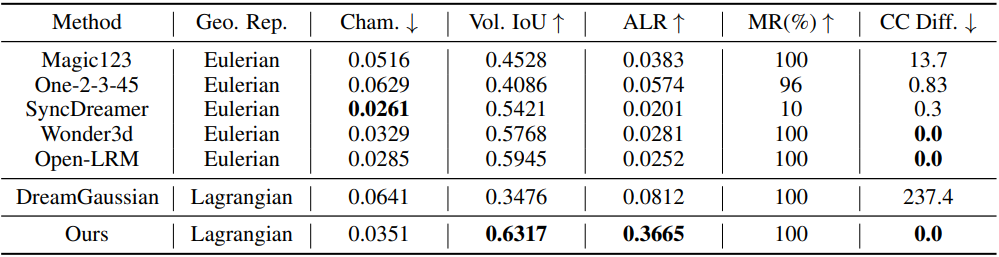 Method Geo. Rep. Cham. ↓ Vol. IoU ↑ ALR ↑ MR(%) ↑ CC Diff. ↓
Magic123 Eulerian 0.0516 0.4528 0.0383 100 13.7
One-2-3-45 Eulerian 0.0629 0.4086 0.0574 96 0.83
SyncDreamer Eulerian 0.0261 0.5421 0.0201 10 0.3
Wonder3d Eulerian 0.0329 0.5768 0.0281 100 0.0
Open-LRM Eulerian 0.0285 0.5945 0.0252 100 0.0
DreamGaussian Lagrangian 0.0641 0.3476 0.0812 100 237.4
Ours Lagrangian 0.0351 0.6317 0.3665 100 0.0